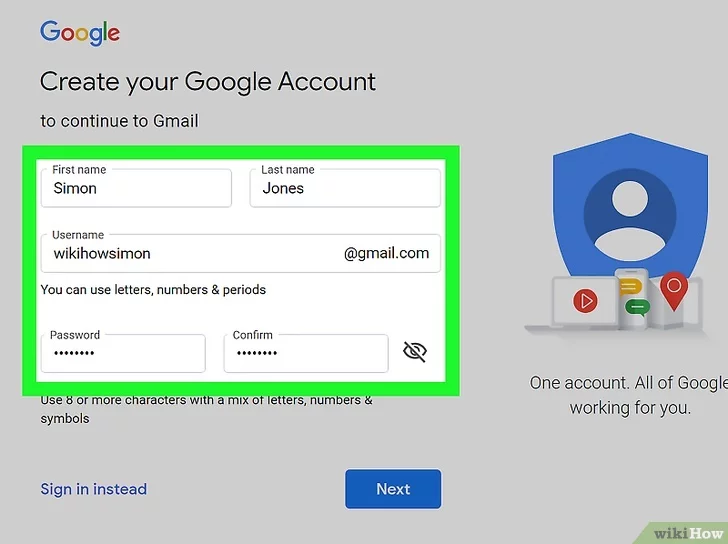 Google
Create your Google Account
to continue to Gmail
First name
Last name
Simon
Jones
Username
wikihowsimon
@gmail.com
You can use letters, numbers & periods
Password
Confirm
••••••••
••••••••
Use 8 or more characters with a mix of letters, numbers &
symbols
Sign in instead
Next
One account. All of Google
working for you.
wikiHow